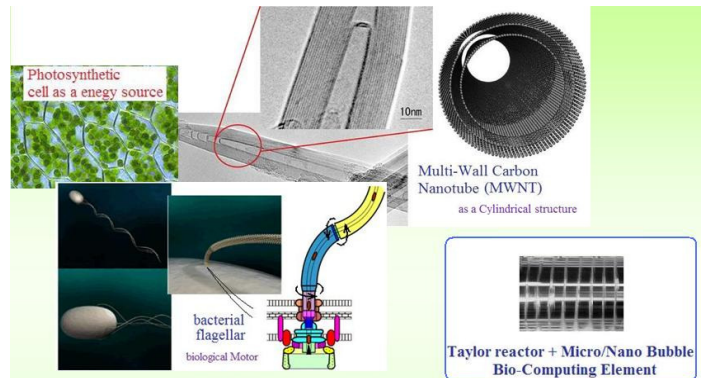 Photosynthetic
cell as a enegy source
10nm
Multi-Wall Carbon
Nanotube (MWNT)
as a Cylindrical structure
bacterial
flagellar
biological Motor
Taylor reactor + Micro/Nano Bubble
Bio-Computing Element